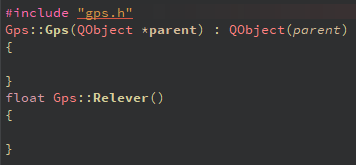 #include "gps.h"
Gps::Gps(QObject *parent) : QObject(parent)
{
}
float Gps::Relever()
{
}